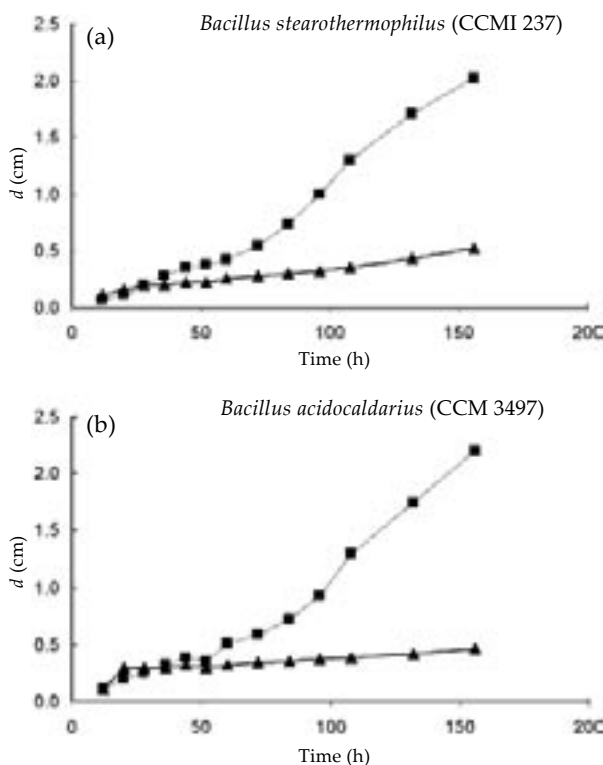 (a)
Bacillus stearothermophilus (CCMI 237)
2.5
2.0
1.5
1.0
0.5
0.0
d (cm)
0 50 100 150 200
Time (h)
(b)
Bacillus acidocaldarius (CCM 3497)
2.5
2.0
1.5
1.0
0.5
0.0
d (cm)
0 50 100 150 200
Time (h)